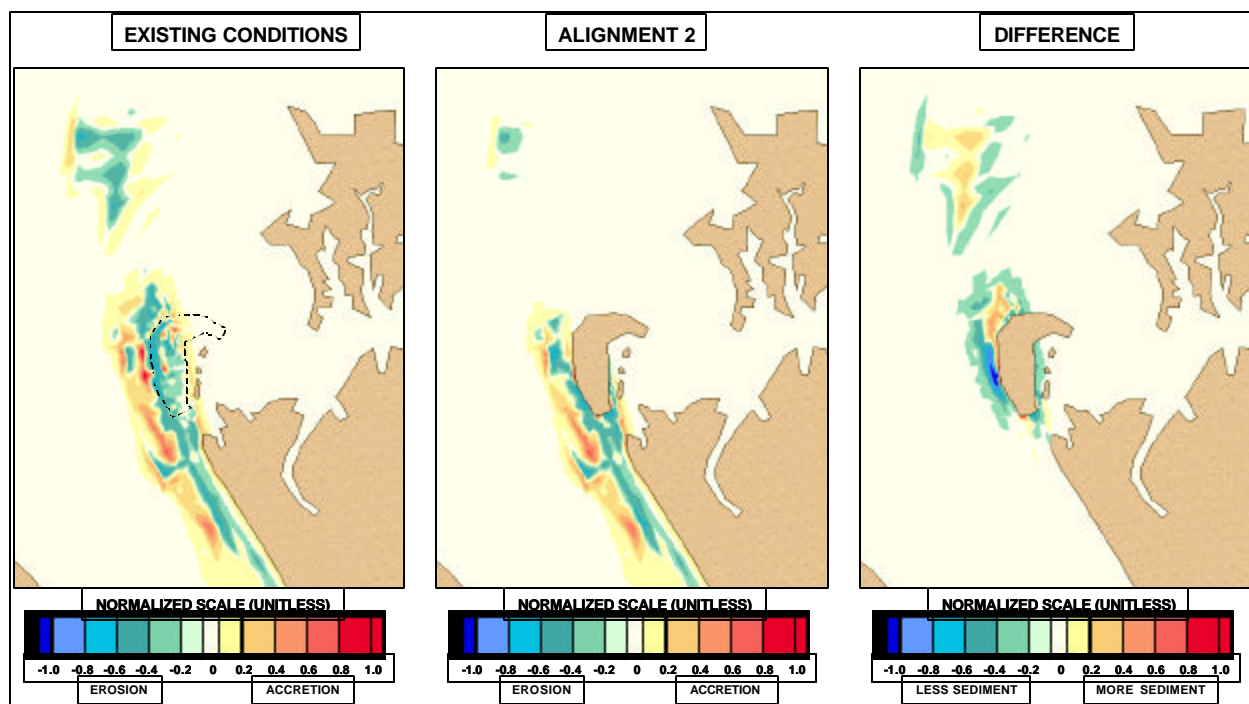 EXISTING CONDITIONS
ALIGNMENT 2
DIFFERENCE
NORMALIZED SCALE (UNITLESS)
NORMALIZED SCALE (UNITLESS)
NORMALIZED SCALE (UNITLESS)
-1.0 -0.8 -0.6 -0.4 -0.2 0 0.2 0.4 0.6 0.8 1.0
-1.0 -0.8 -0.6 -0.4 -0.2 0 0.2 0.4 0.6 0.8 1.0
-1.0 -0.8 -0.6 -0.4 -0.2 0 0.2 0.4 0.6 0.8 1.0
EROSION ACCRETION
EROSION ACCRETION
LESS SEDIMENT MORE SEDIMENT